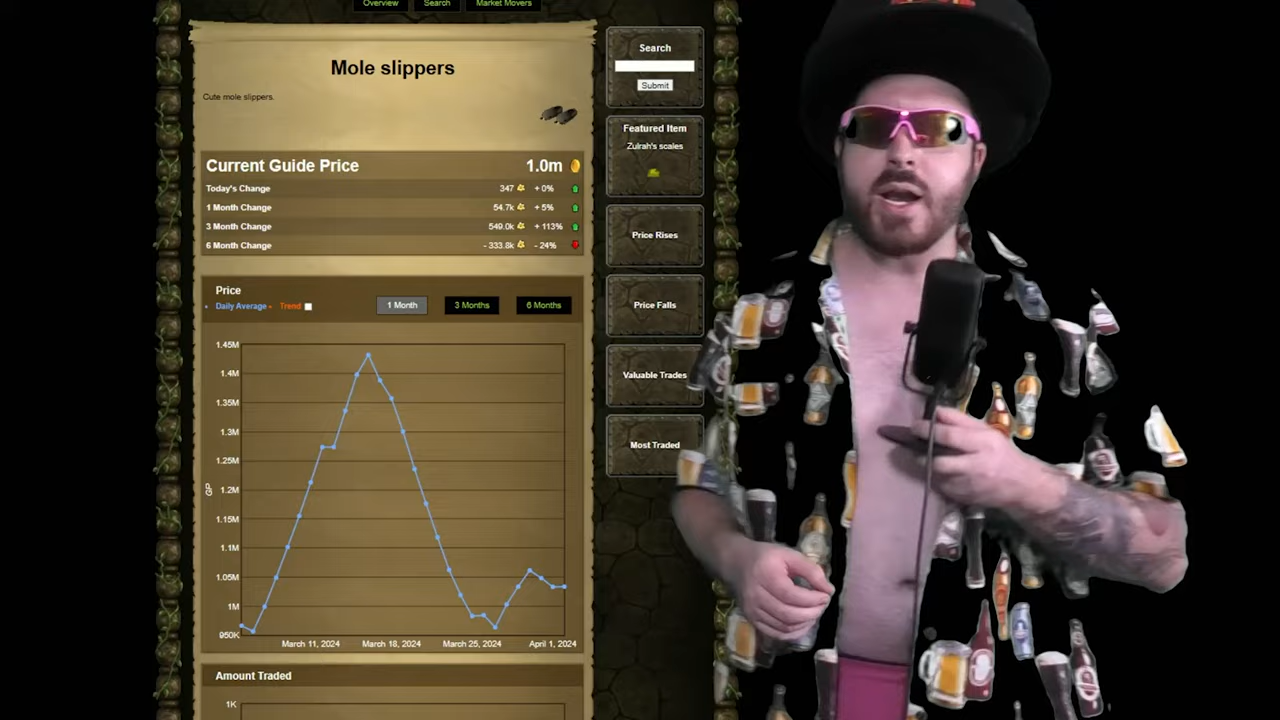 Overview Search Market Movers
Mole slippers
Cute mole slippers.
Current Guide Price 1.0m
Today's Change 347 + 0%
1 Month Change 54.7k + 5%
3 Month Change 549.0k + 113%
6 Month Change - 333.8k - 24%
Price
Daily Average Trend
1 Month 3 Months 6 Months
1.45M
1.4M
1.35M
1.3M
1.25M
1.2M
1.15M
1.1M
1.05M
1M
950K
GP
March 11, 2024 March 18, 2024 March 25, 2024 April 1, 2024
Amount Traded
1K
Search
Submit
Featured Item
Zulrah's scales
Price Rises
Price Falls
Valuable Trades
Most Traded